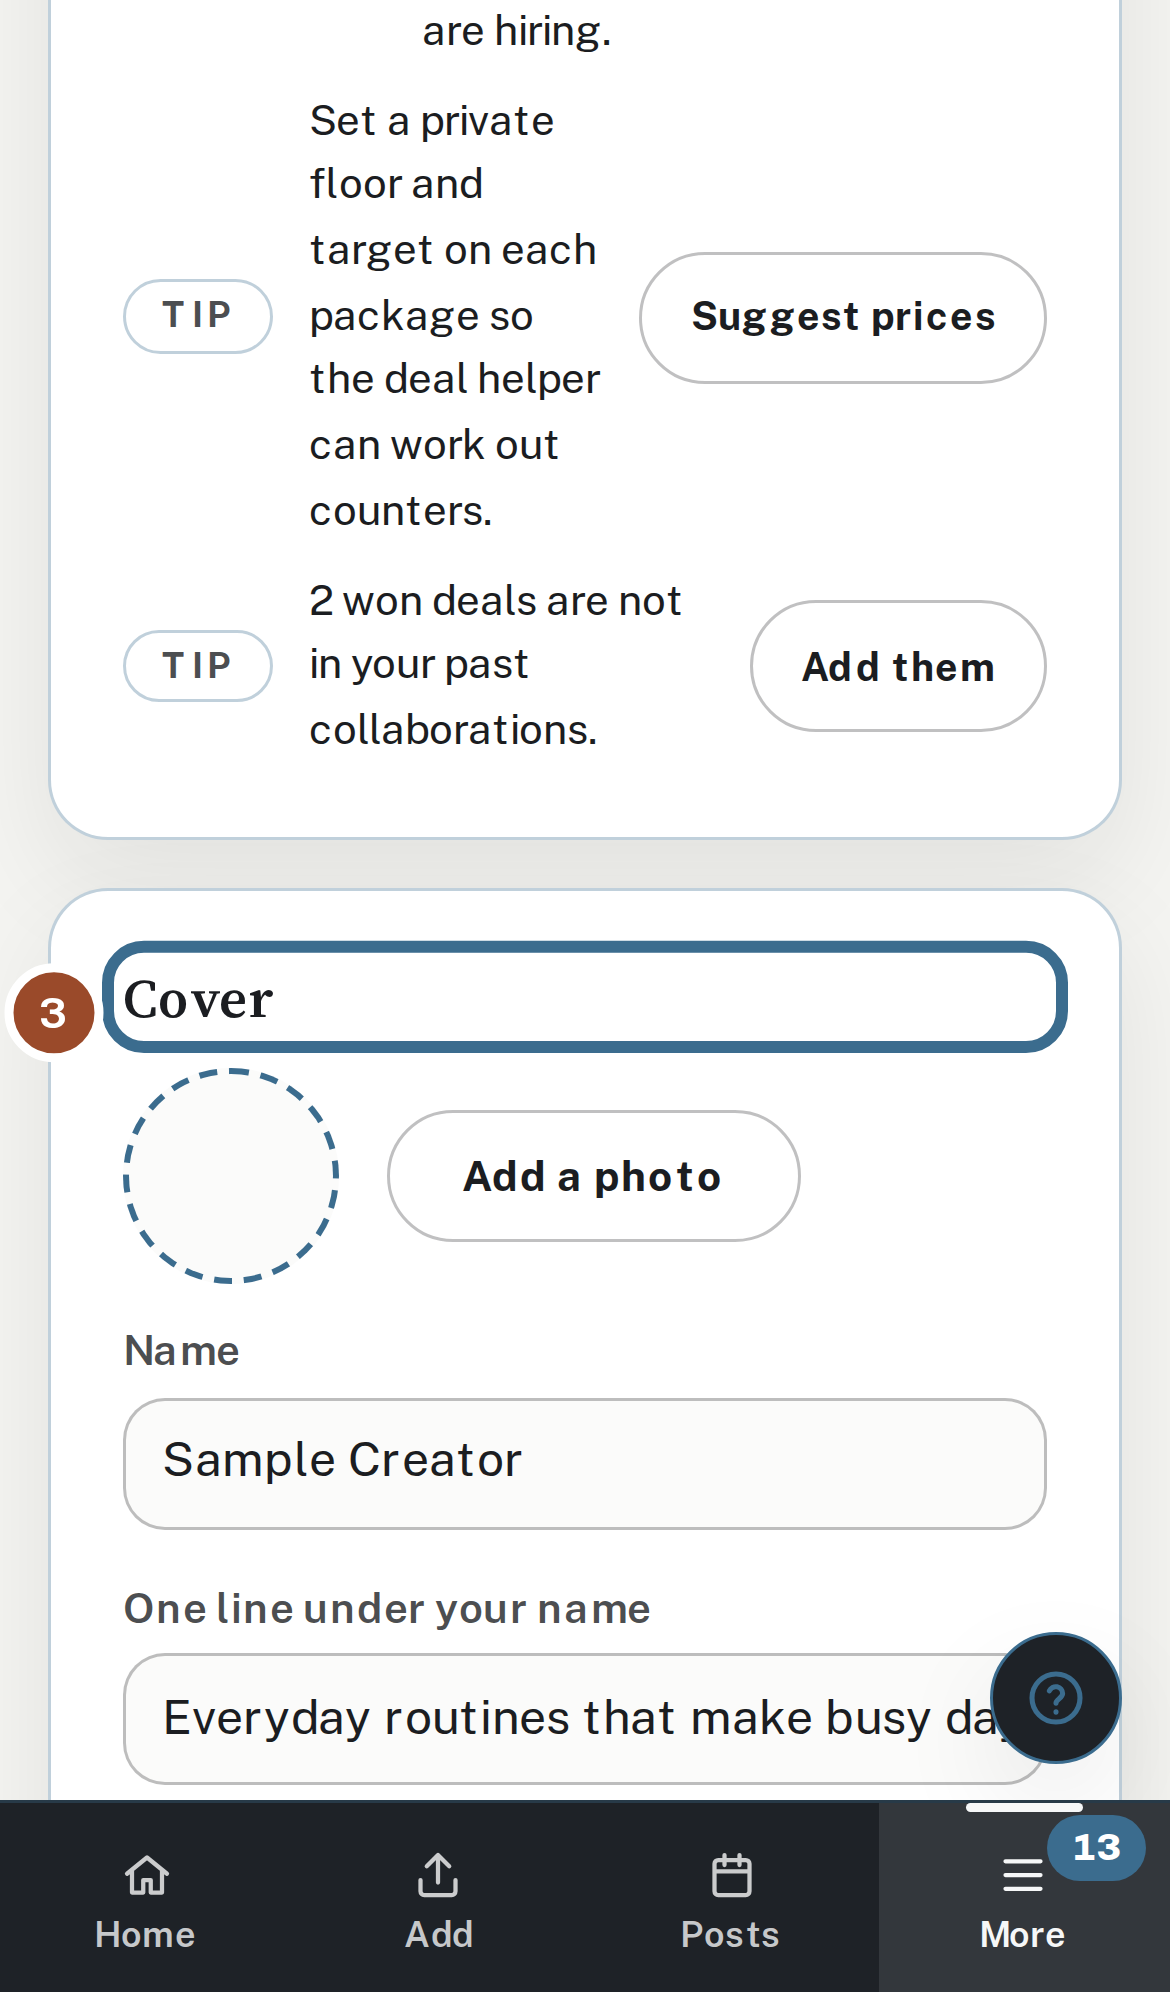 are hiring.
TIP
Set a private
floor and
target on each
package so
the deal helper
can work out
counters.
Suggest prices
TIP
2 won deals are not
in your past
collaborations.
Add them
3
Cover
Add a photo
Name
Sample Creator
One line under your name
Everyday routines that make busy
Home
Add
Posts
More
13